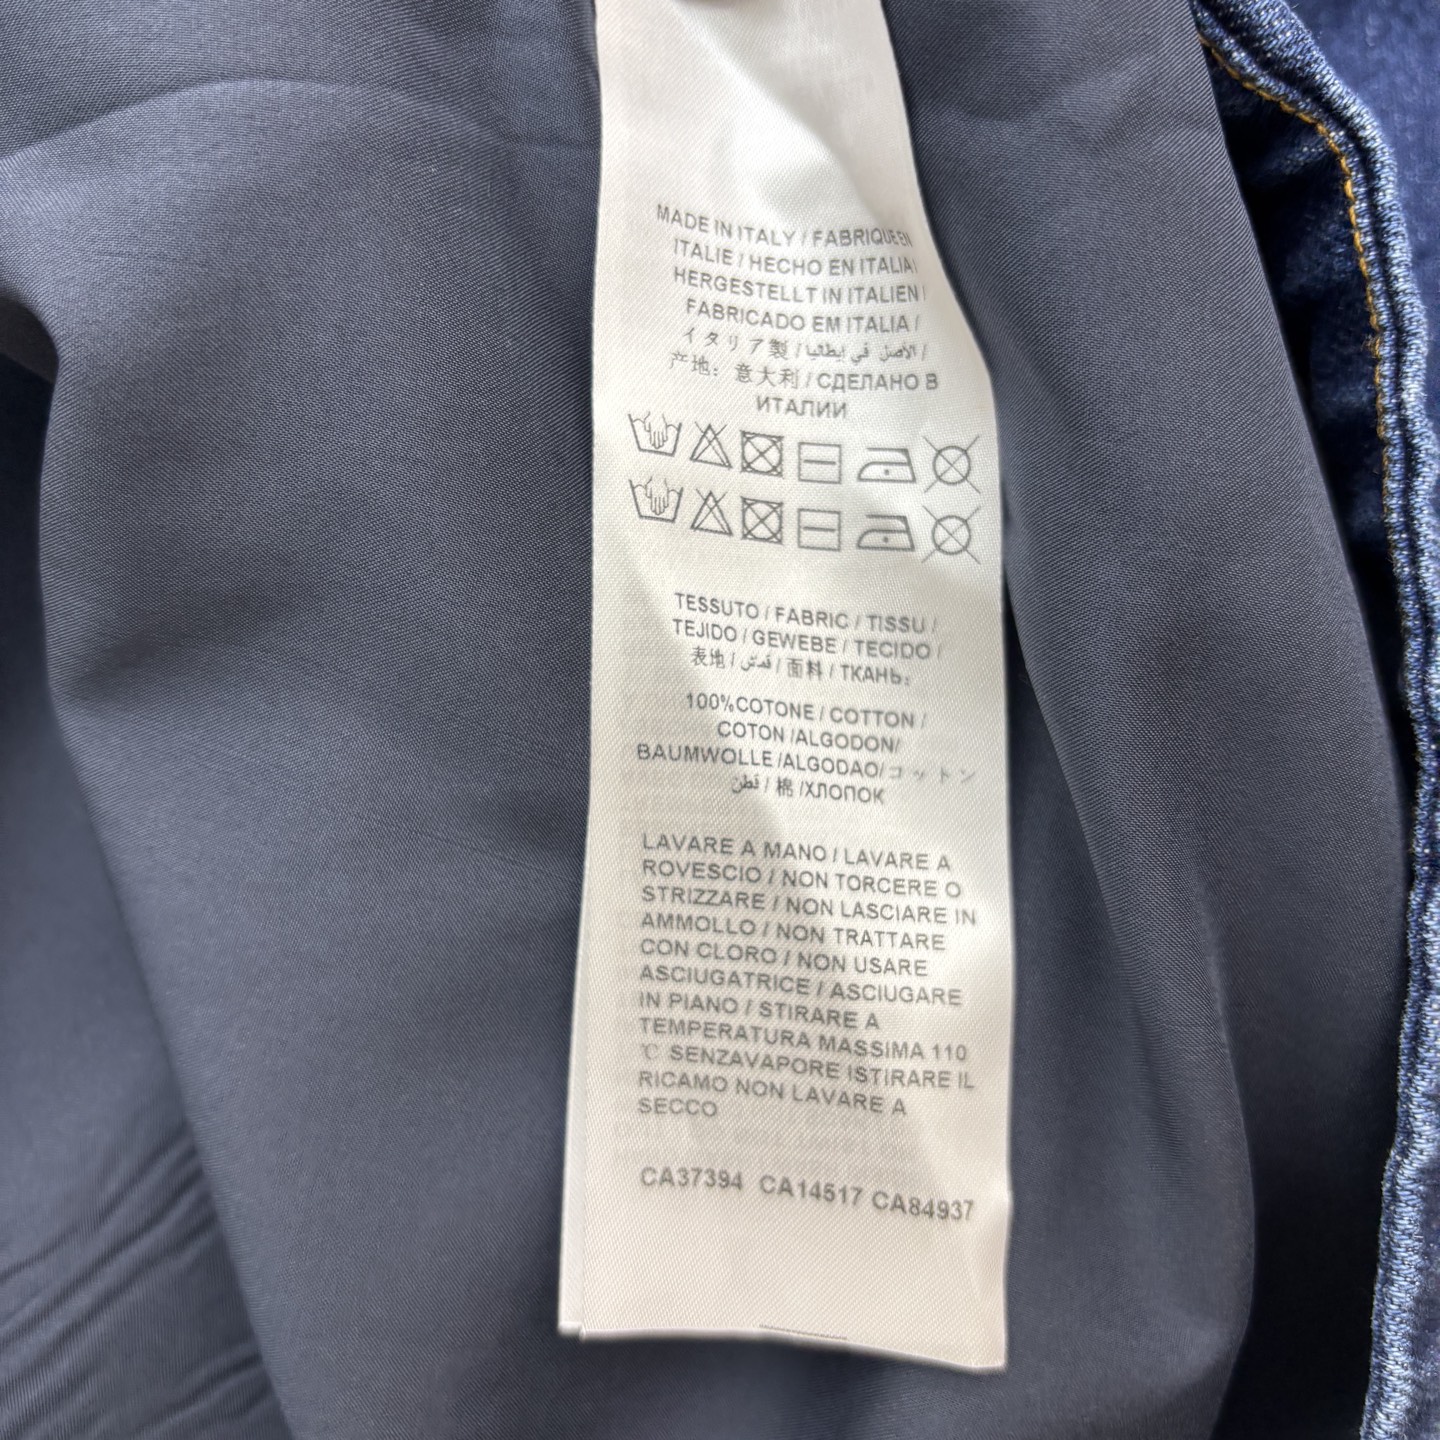 MADE IN ITALY / FABRIQUE EN
ITALIE / HECHO EN ITALIA/
HERGESTELLT IN ITALIEN /
FABRICADO EM ITALIA /
イタリア製 / الأصل في إيطاليا /
产地：意大利 / СДЕЛАНО В
ИТАЛИИ
TESSUTO / FABRIC / TISSU /
TEJIDO / GEWEBE / TECIDO /
表地 / قدش / 面料 / ТКАНЬ:
100%COTONE / COTTON /
COTON /ALGODON/
BAUMWOLLE /ALGODAO/ コットン
قطن / 棉 /ХЛОПОК
LAVARE A MANO / LAVARE A
ROVESCIO / NON TORCERE O
STRIZZARE / NON LASCIARE IN
AMMOLLO / NON TRATTARE
CON CLORO / NON USARE
ASCIUGATRICE / ASCIUGARE
IN PIANO / STIRARE A
TEMPERATURA MASSIMA 110
℃ SENZAVAPORE ISTIRARE IL
RICAMO NON LAVARE A
SECCO
CA37394 CA14517 CA84937